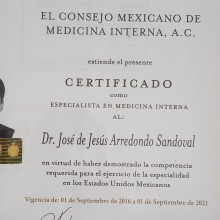 EL CONSEJO MEXICANO DE
MEDICINA INTERNA, A.C.
extiende el presente
CERTIFICADO
como
ESPECIALISTA EN MEDICINA INTERNA
AL:
Dr. José de Jesús Arredondo Sandoval
en virtud de haber demostrado la competencia
requerida para el ejercicio de la especialidad
en los Estados Unidos Mexicanos
Vigencia de: 01 de Septiembre de 2016 a 01 de Septiembre de 2021